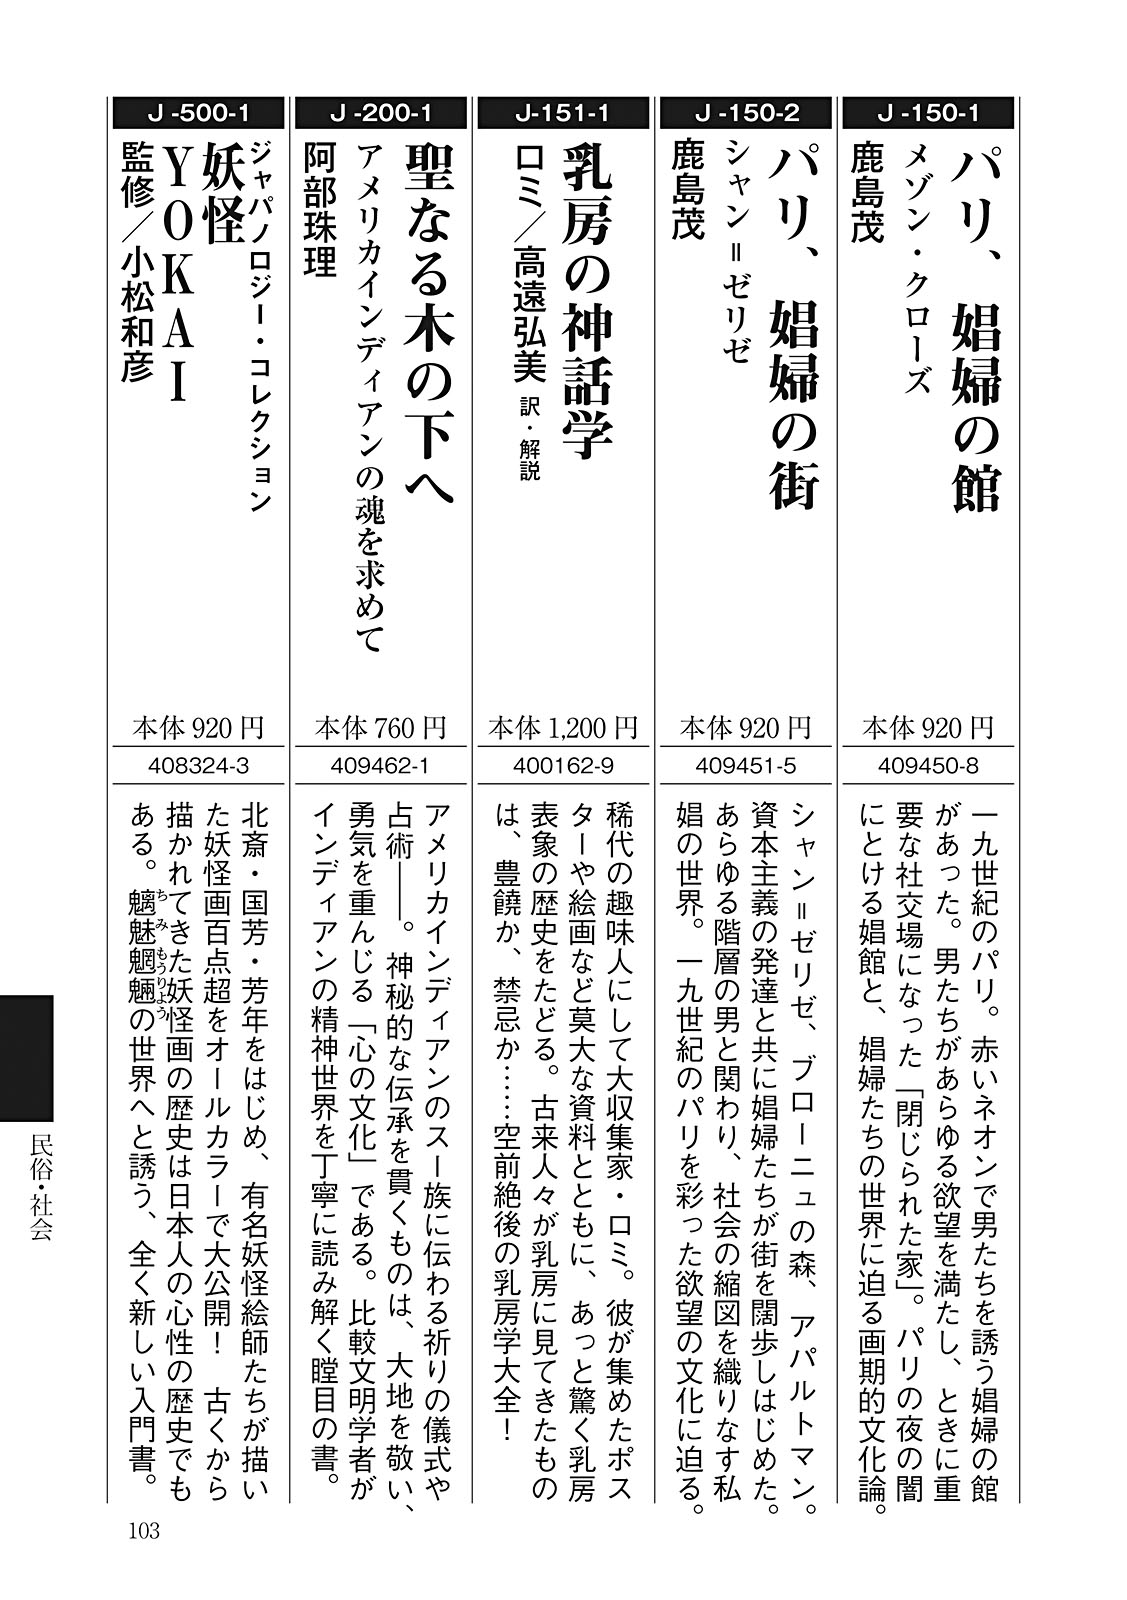 J -150-1
パリ、娼婦の館
メゾン・クローズ
鹿島茂
本体 920 円
409450-8
一九世紀のパリ。赤いネオンで男たちを誘う娼婦の館
があった。男たちがあらゆる欲望を満たし、ときに重
要な社交場になった「閉じられた家」。パリの夜の闇
にとける娼館と、娼婦たちの世界に迫る画期的文化論。
J -150-2
パリ、娼婦の街
シャン＝ゼリゼ
鹿島茂
本体 920 円
409451-5
シャン＝ゼリゼ、ブローニュの森、アパルトマン。
資本主義の発達と共に娼婦たちが街を闊歩しはじめた。
あらゆる階層の男と関わり、社会の縮図を織りなす私
娼の世界。一九世紀のパリを彩った欲望の文化に迫る。
J-151-1
乳房の神話学
ロミ／高遠弘美 訳・解説
本体 1,200 円
400162-9
稀代の趣味人にして大収集家・ロミ。彼が集めたポス
ターや絵画など莫大な資料とともに、あっと驚く乳房
表象の歴史をたどる。古来人々が乳房に見てきたもの
は、豊饒か、禁忌か……空前絶後の乳房学大全！
J -200-1
聖なる木の下へ
アメリカインディアンの魂を求めて
阿部珠理
本体 760 円
409462-1
アメリカインディアンのスー族に伝わる祈りの儀式や
占術――。神秘的な伝承を貫くものは、大地を敬い、
勇気を重んじる「心の文化」である。比較文明学者が
インディアンの精神世界を丁寧に読み解く瞠目の書。
J -500-1
ジャパノロジー・コレクション
妖怪
YOKAI
監修／小松和彦
本体 920 円
408324-3
北斎・国芳・芳年をはじめ、有名妖怪絵師たちが描い
た妖怪画百点超をオールカラーで大公開！　古くから
描かれてきた妖怪画の歴史は日本人の心性の歴史でも
ちみもうりょう
ある。魑魅魍魎の世界へと誘う、全く新しい入門書。
民俗・社会
103